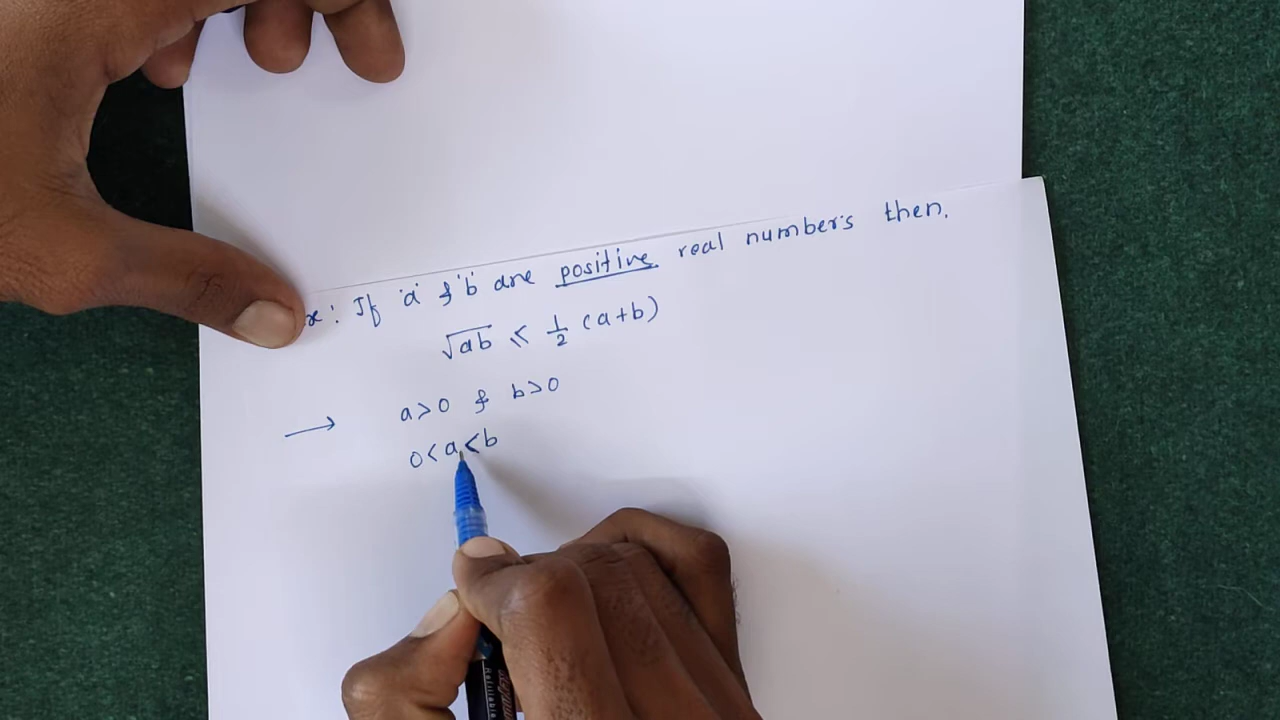 x: If 'a' & 'b' are positive real numbers then.
√ab ≤ 1/2 (a+b)
→ a>0 & b>0
0<a<b